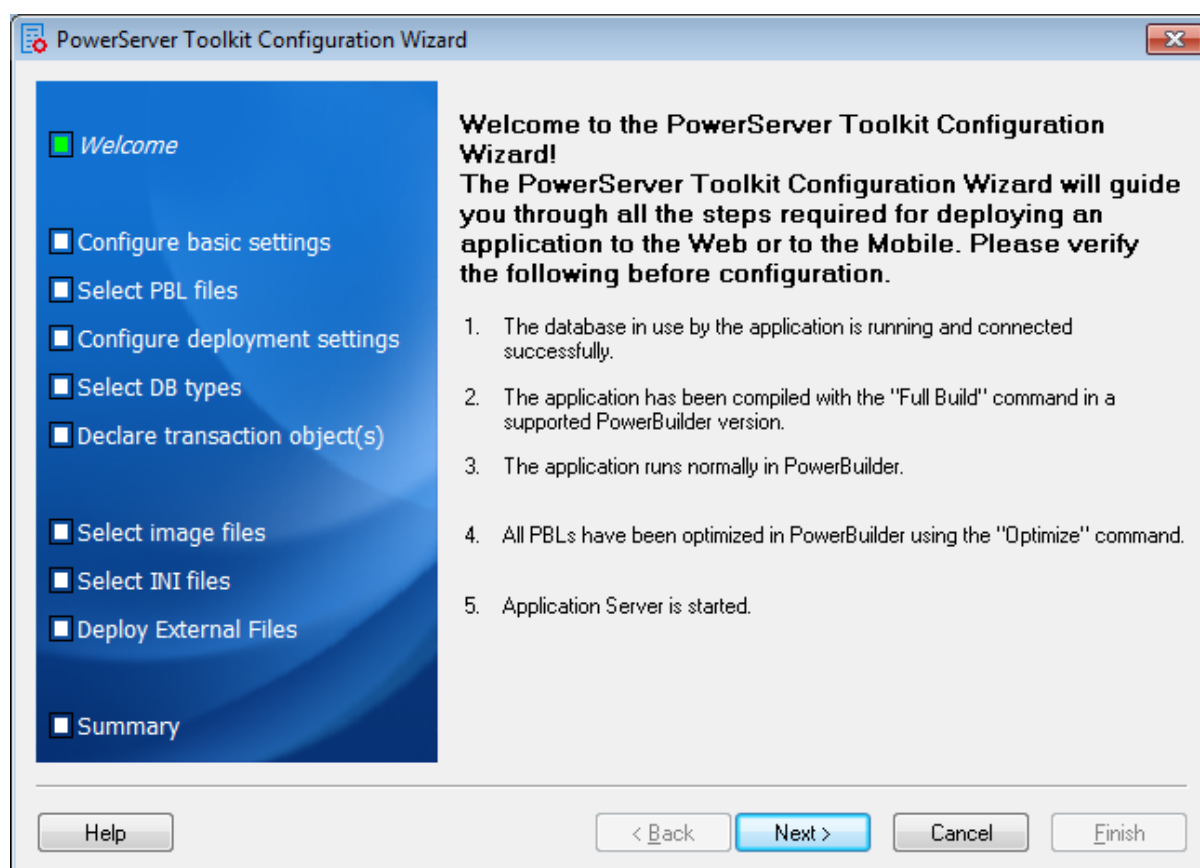 PowerServer Toolkit Configuration Wizard
Welcome
Configure basic settings
Select PBL files
Configure deployment settings
Select DB types
Declare transaction object(s)
Select image files
Select INI files
Deploy External Files
Summary
Welcome to the PowerServer Toolkit Configuration
Wizard!
The PowerServer Toolkit Configuration Wizard will guide
you through all the steps required for deploying an
application to the Web or to the Mobile. Please verify
the following before configuration.
1. The database in use by the application is running and connected
successfully.
2. The application has been compiled with the "Full Build" command in a
supported PowerBuilder version.
3. The application runs normally in PowerBuilder.
4. All PBLs have been optimized in PowerBuilder using the "Optimize" command.
5. Application Server is started.
Help
< Back
Next >
Cancel
Finish